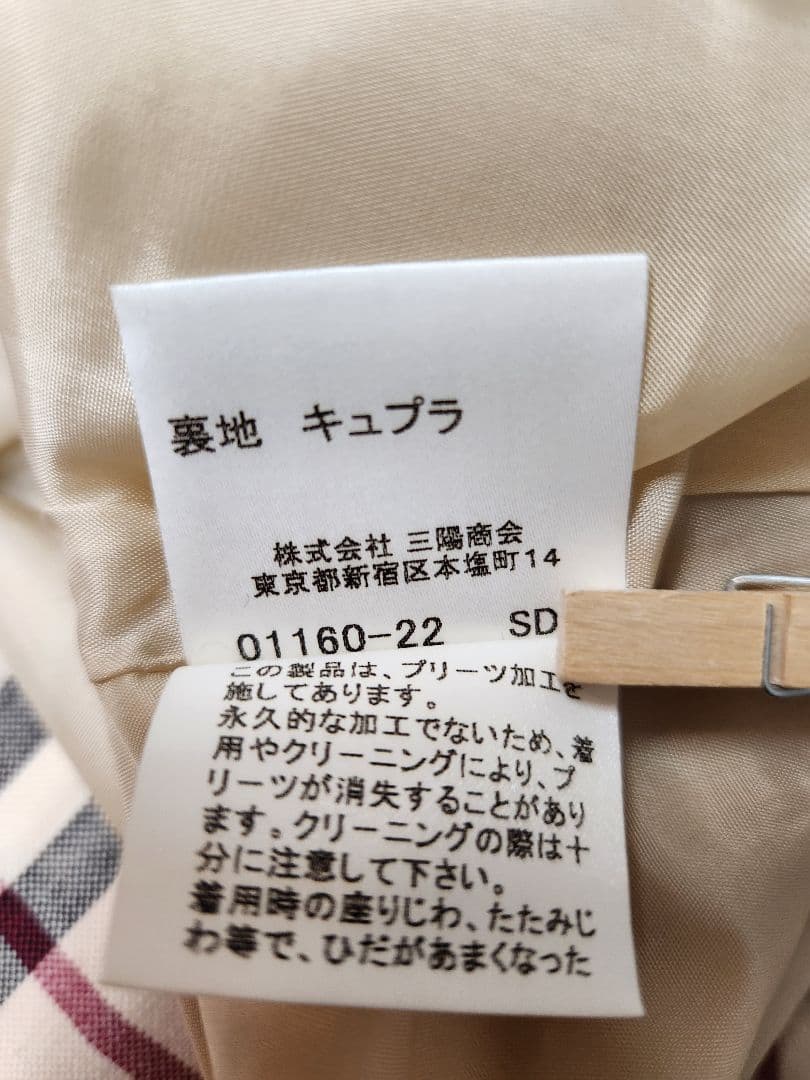 裏地　キュプラ
株式会社 三陽商会
東京都新宿区本塩町14
01160-22　SD
この製品は、プリーツ加工を
施してあります。
永久的な加工でないため、着
用やクリーニングにより、プ
リーツが消失することがあり
ます。クリーニングの際は十
分に注意して下さい。
着用時の座りじわ、たたみじ
わ等で、ひだがあまくなった